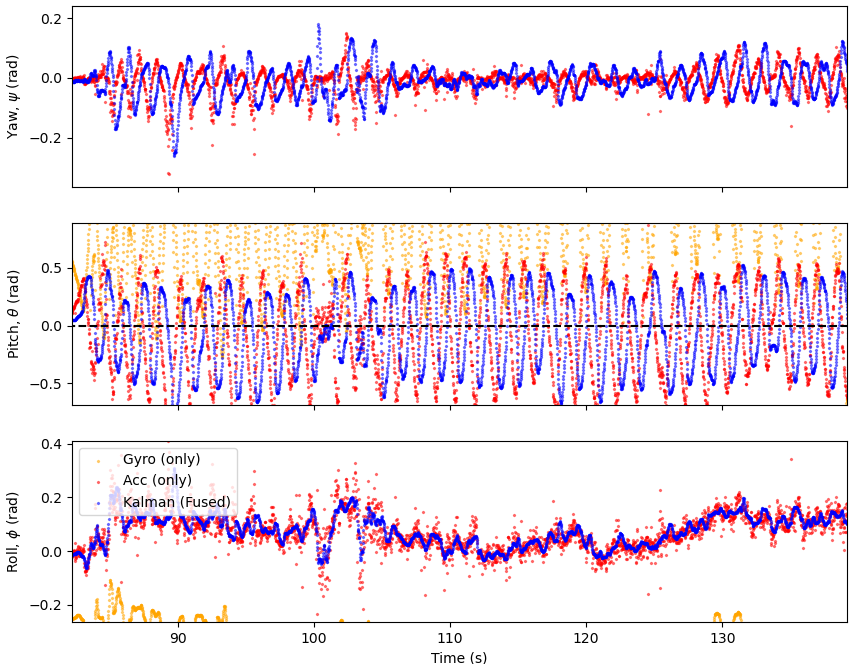 Yaw, ψ (rad)
0.2
0.0
−0.2
Pitch, θ (rad)
0.5
0.0
−0.5
Roll, ϕ (rad)
0.4
0.2
0.0
−0.2
Gyro (only)
Acc (only)
Kalman (Fused)
90
100
110
120
130
Time (s)